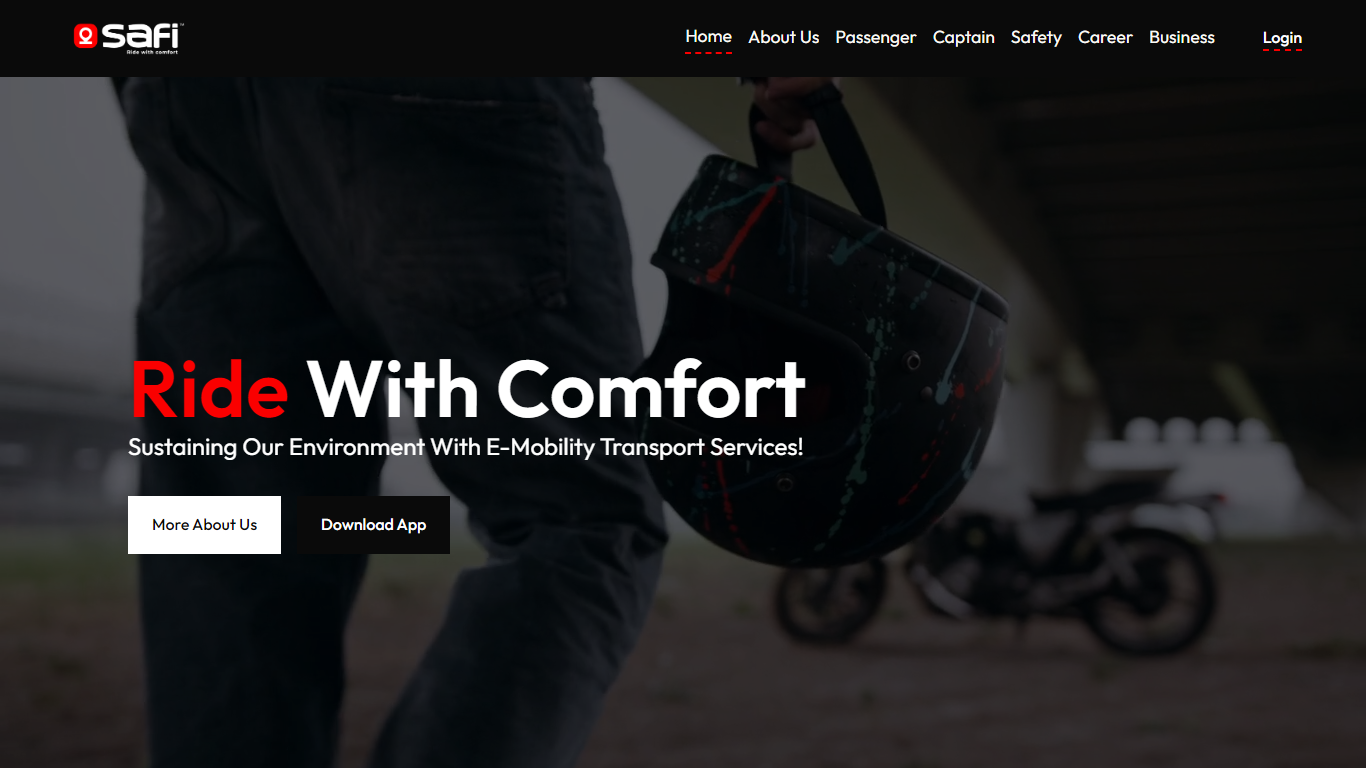 safi™
Ride with comfort
Home About Us Passenger Captain Safety Career Business Login
Ride With Comfort
Sustaining Our Environment With E-Mobility Transport Services!
More About Us Download App